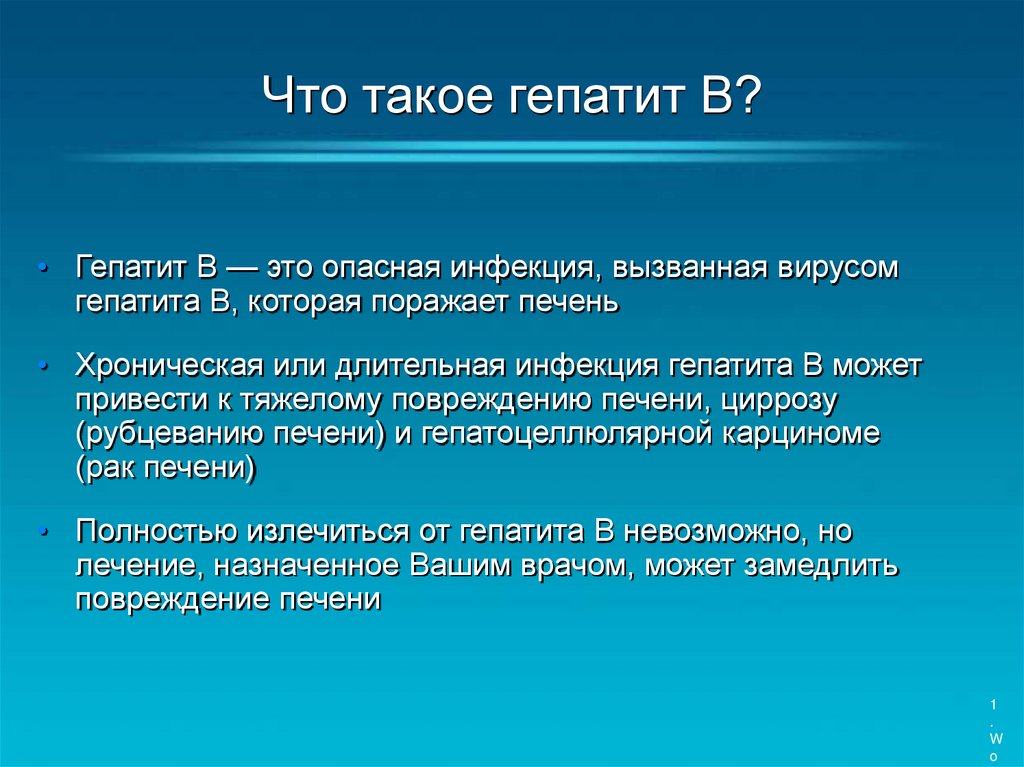 Что такое гепатит В?
• Гепатит В — это опасная инфекция, вызванная вирусом
гепатита В, которая поражает печень
• Хроническая или длительная инфекция гепатита В может
привести к тяжелому повреждению печени, циррозу
(рубцеванию печени) и гепатоцеллюлярной карциноме
(рак печени)
• Полностью излечиться от гепатита В невозможно, но
лечение, назначенное Вашим врачом, может замедлить
повреждение печени
1
.
W
o